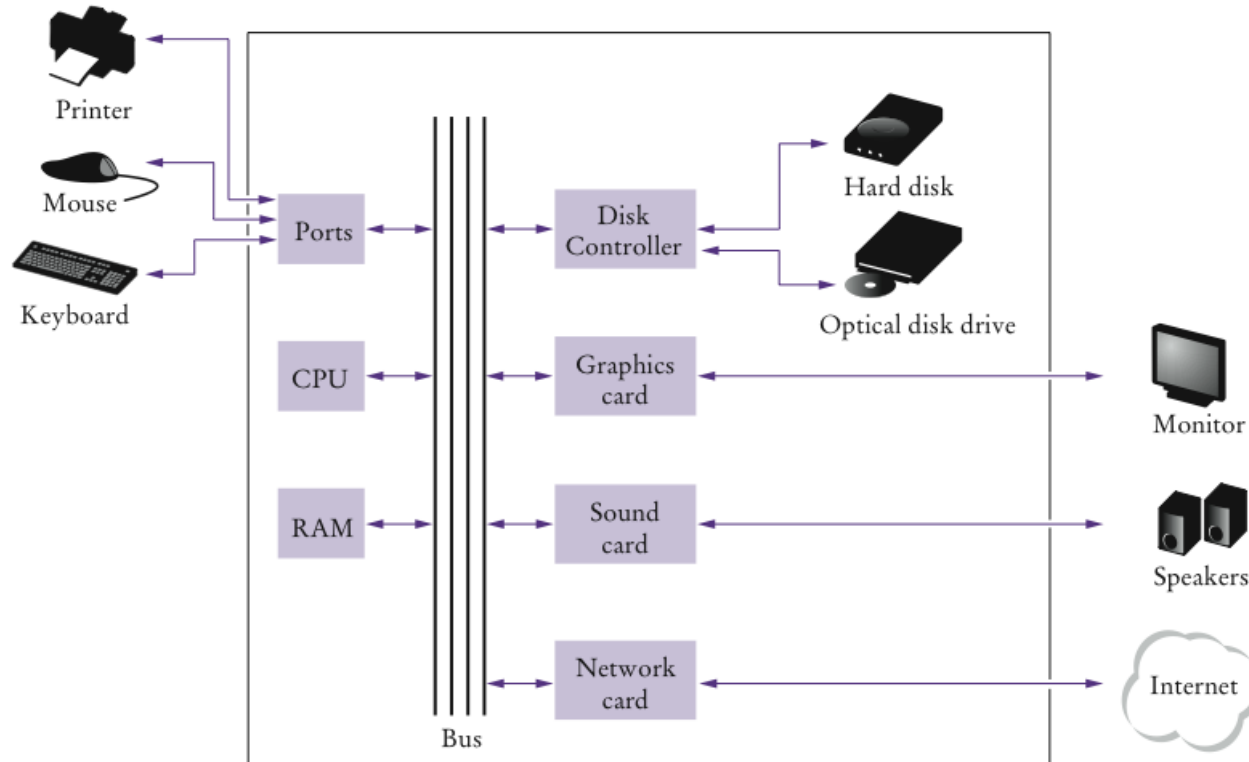 Printer
Mouse
Keyboard
Ports
CPU
RAM
Bus
Disk
Controller
Graphics
card
Sound
card
Network
card
Hard disk
Optical disk drive
Monitor
Speakers
Internet